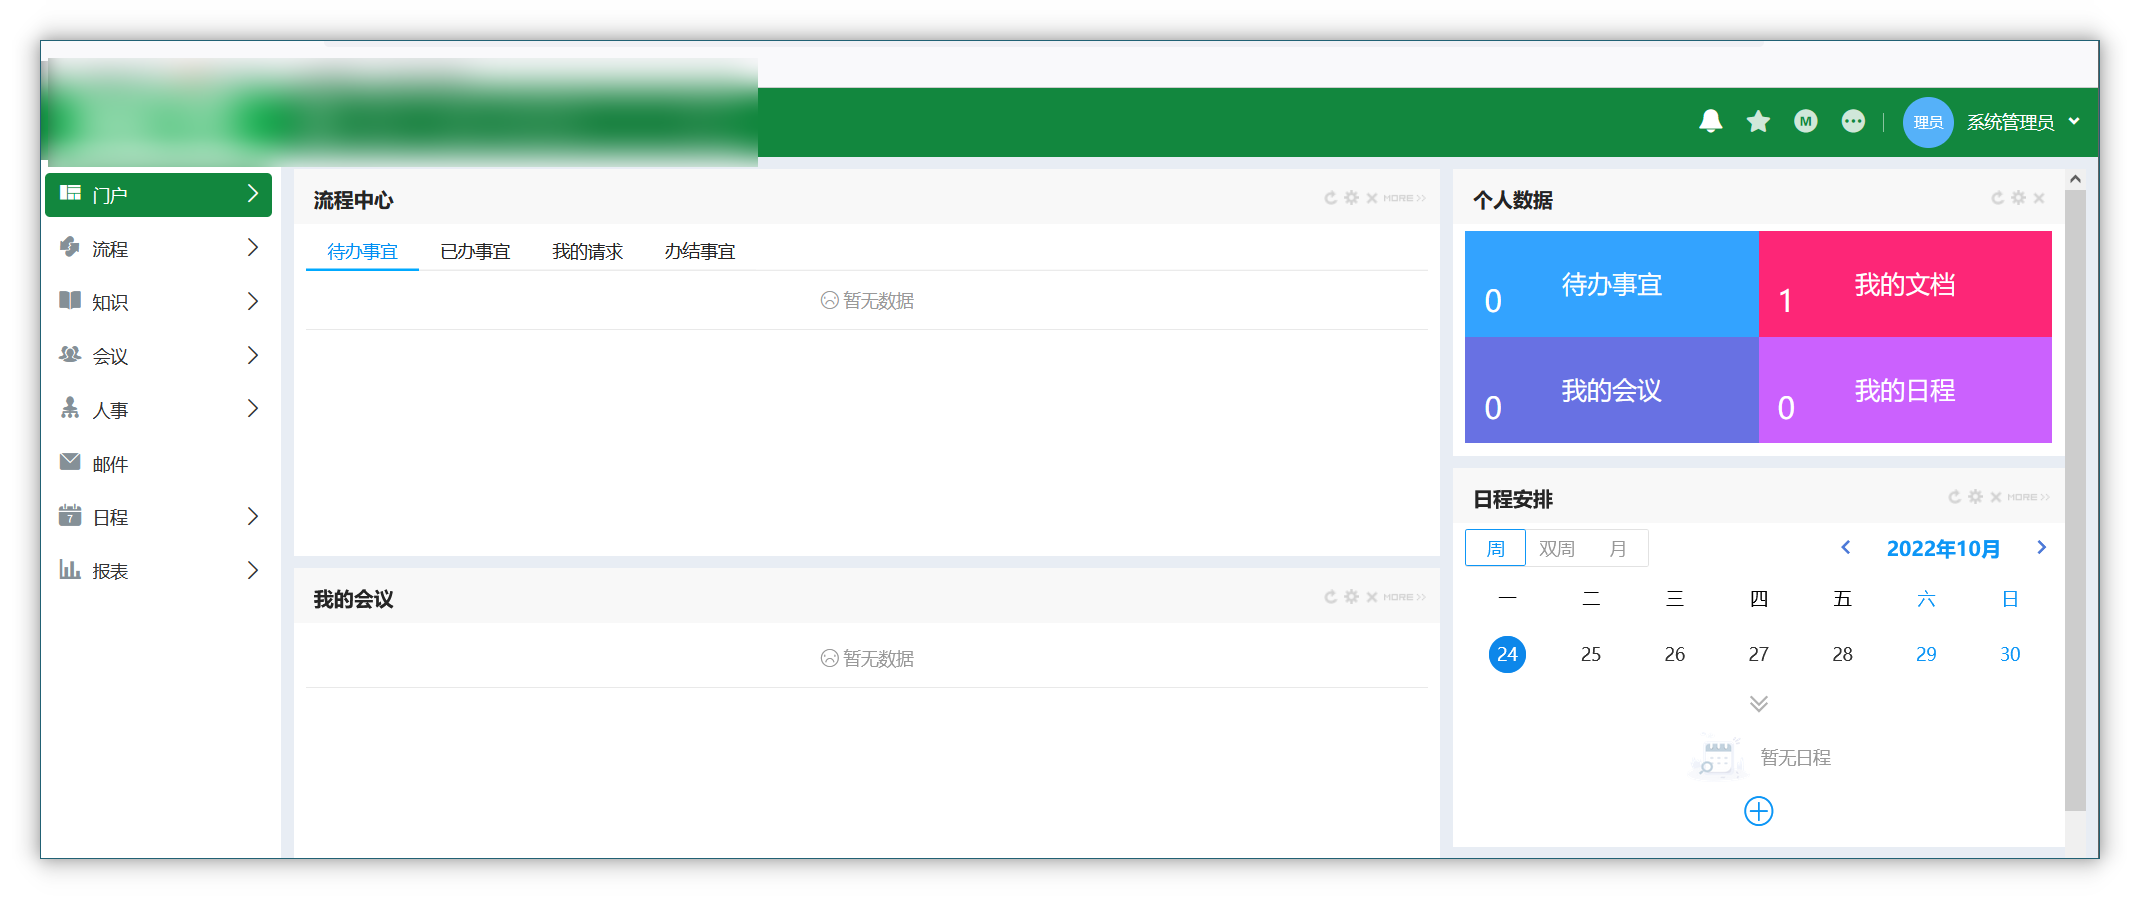 M
理员 系统管理员
门户
流程
知识
会议
人事
邮件
7 日程
报表
流程中心 MORE >>
待办事宜 已办事宜 我的请求 办结事宜
暂无数据
我的会议 MORE >>
暂无数据
个人数据
0 待办事宜 1 我的文档
0 我的会议 0 我的日程
日程安排 MORE >>
周 双周 月 2022年10月
一 二 三 四 五 六 日
24 25 26 27 28 29 30
暂无日程